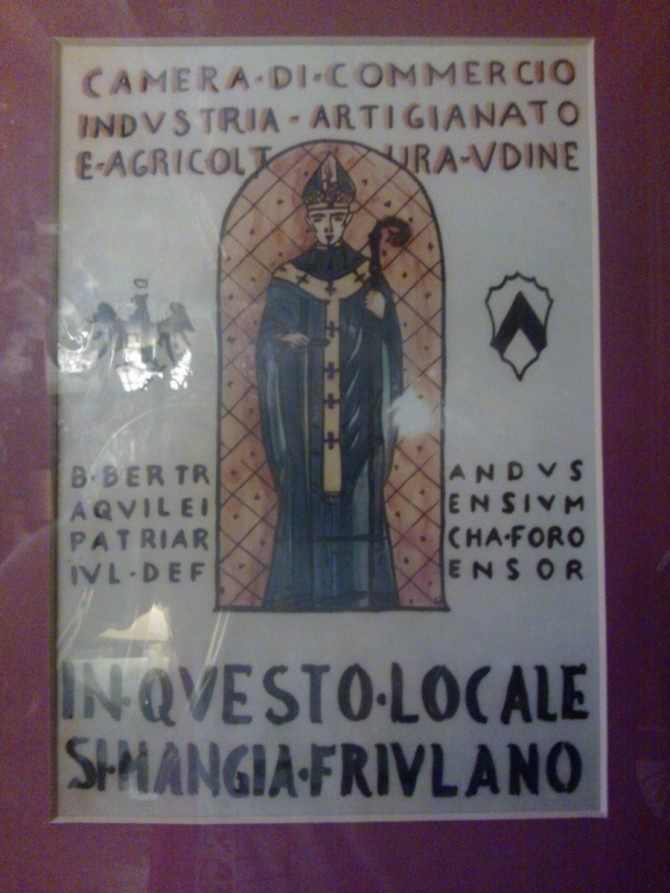 CAMERA·DI·COMMERCIO
INDVSTRIA-ARTIGIANATO
E-AGRICOLTURA-VDINE
B·BERTRANDVS
AQVILEIENSIVM
PATRIARCHA·FORO
IVL·DEFENSOR
IN·QVESTO·LOCALE
SI·MANGIA·FRIVLANO